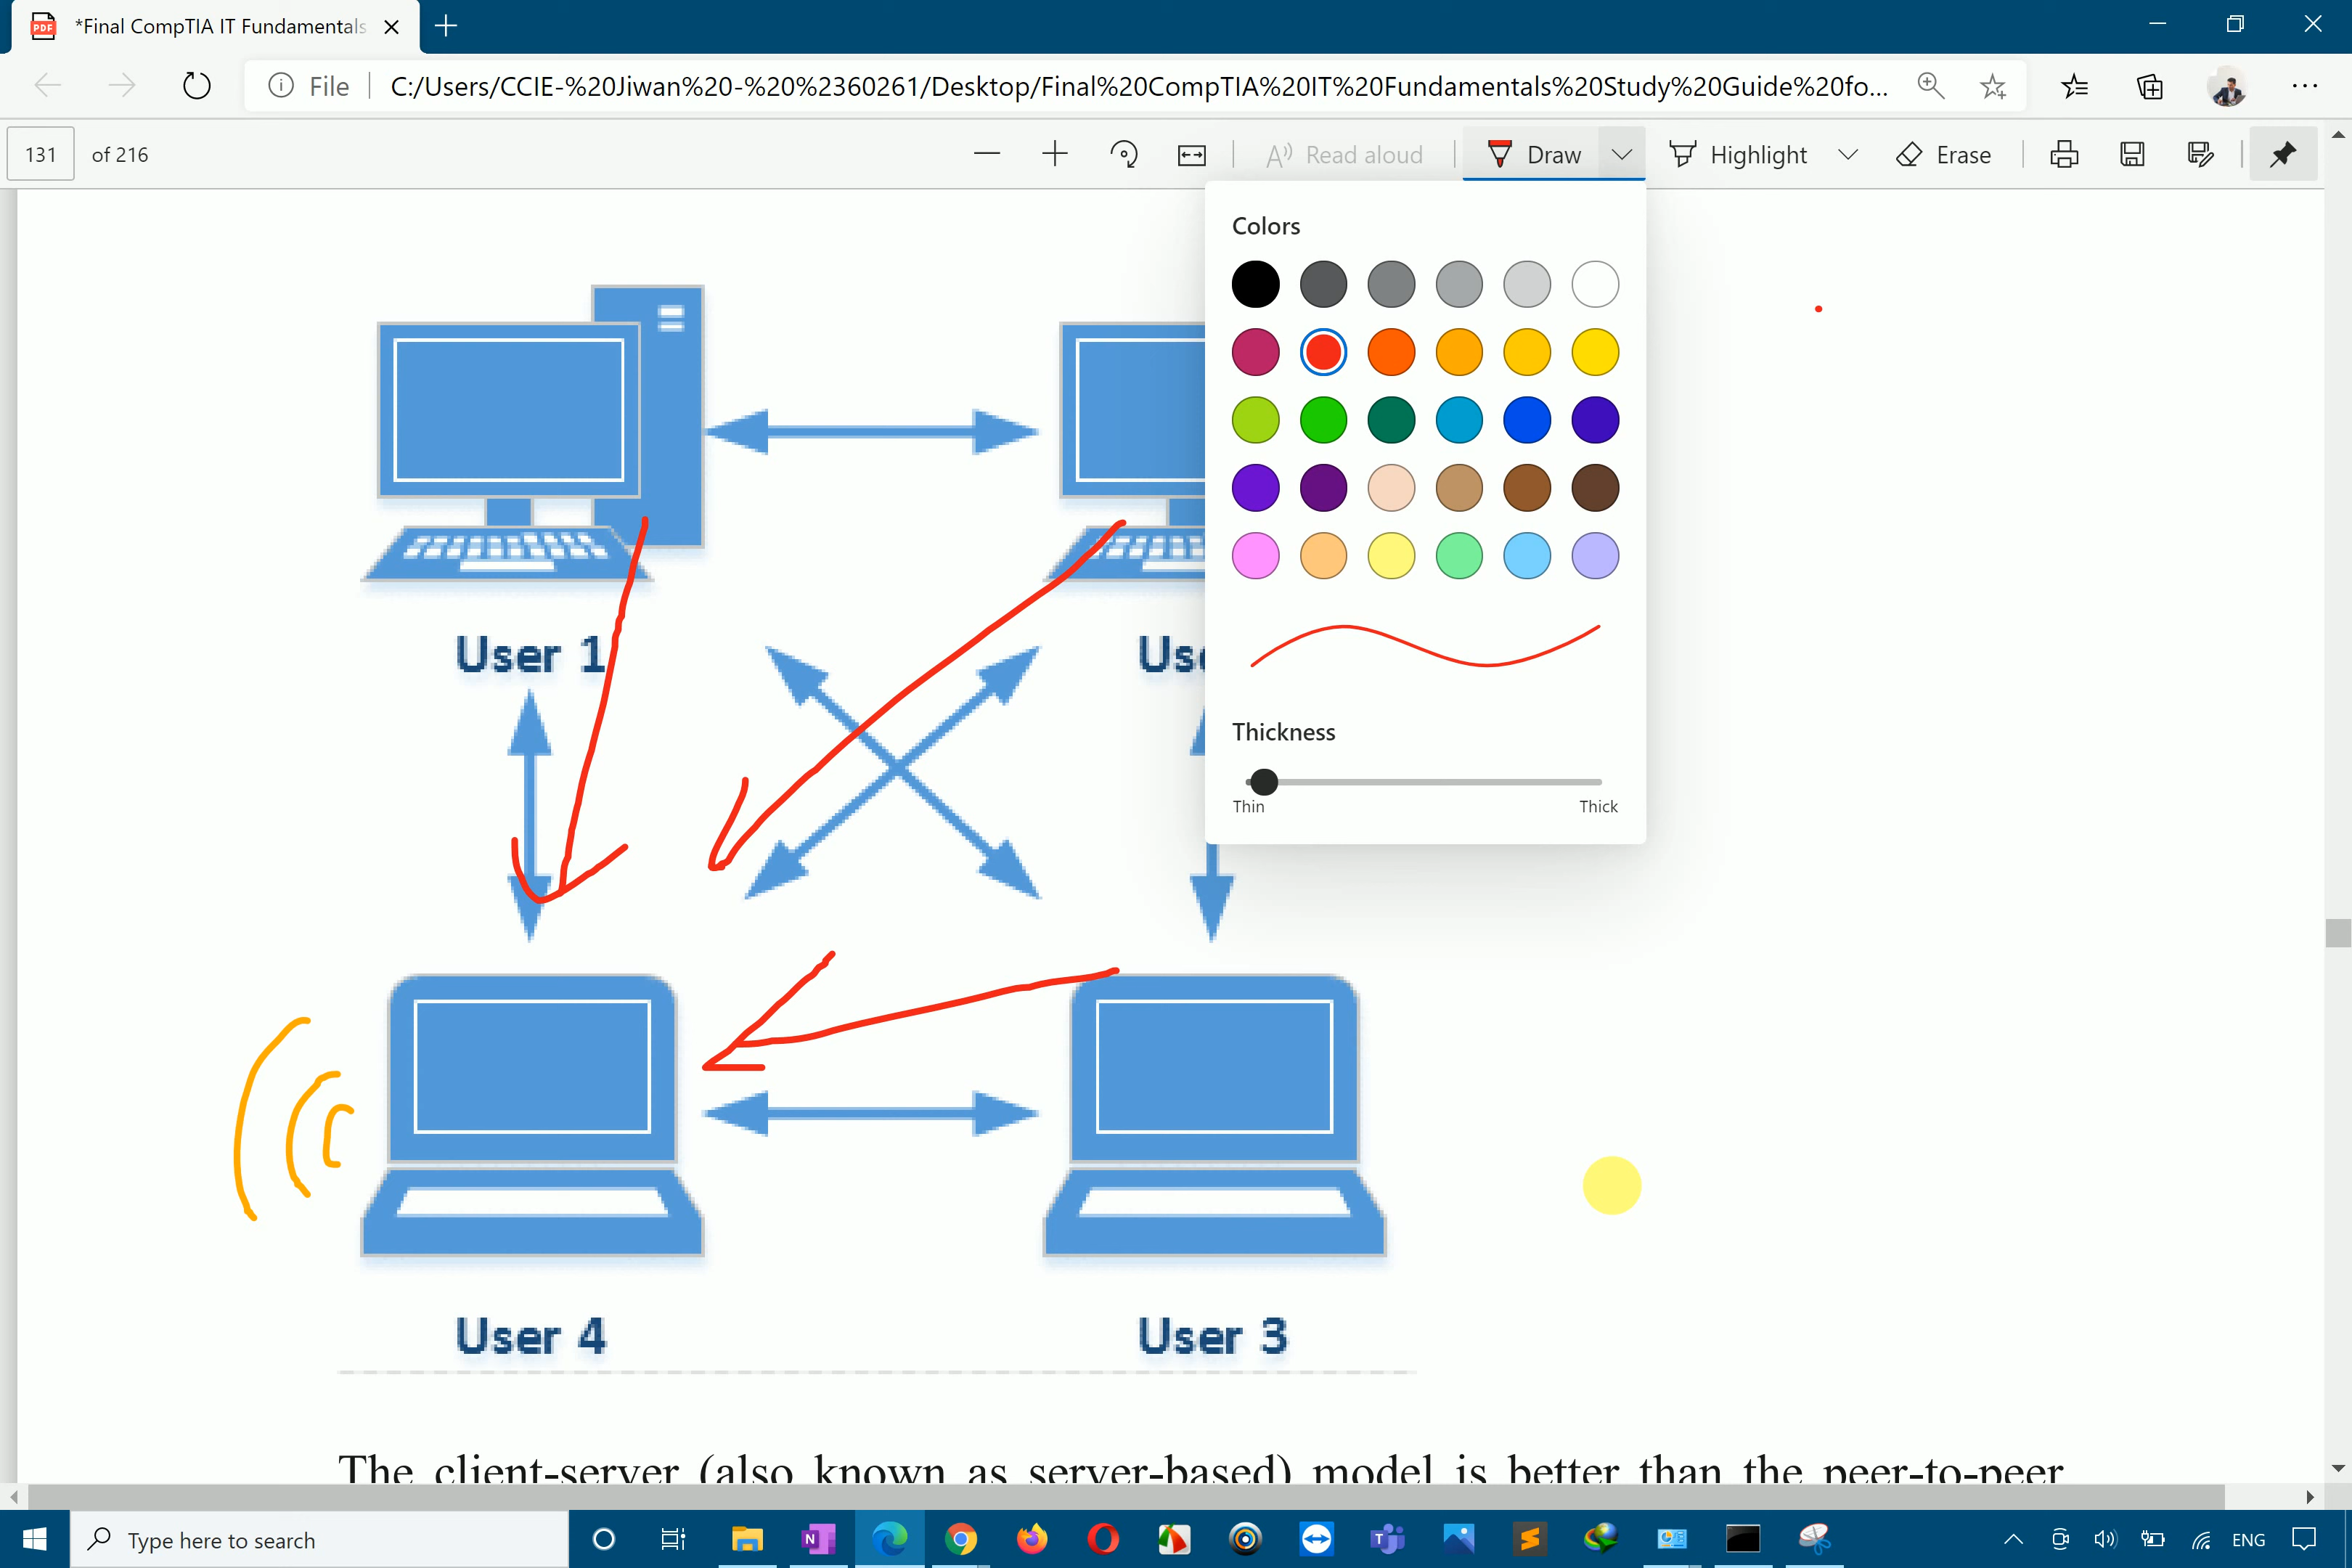 *Final CompTIA IT Fundamentals
File
C:/Users/CCIE-%20Jiwan%20-%20%2360261/Desktop/Final%20CompTIA%20IT%20Fundamentals%20Study%20Guide%20fo...
131 of 216
Read aloud
Draw
Highlight
Erase
Colors
User 1
Us
Thickness
Thin
Thick
User 4
User 3
The client-server (also known as server-based) model is better than the peer-to-peer
Type here to search
ENG